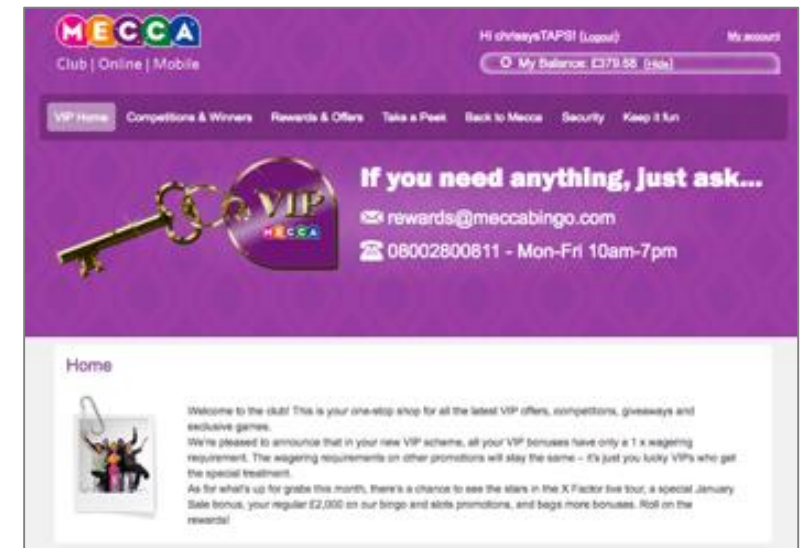 MECCA
Club | Online | Mobile
Hi chrissysTAPS! (Logout)
My account
My Balance: £379.58 (Hide)
VIP Home Competitions & Winners Rewards & Offers Take a Peek Back to Mecca Security Keep it fun
VIP
MECCA
If you need anything, just ask...
rewards@meccabingo.com
08002800811 - Mon-Fri 10am-7pm
Home
Welcome to the club! This is your one-stop shop for all the latest VIP offers, competitions, giveaways and
exclusive games.
We're pleased to announce that in your new VIP scheme, all your VIP bonuses have only a 1 x wagering
requirement. The wagering requirements on other promotions will stay the same – it's just you lucky VIPs who get
the special treatment.
As for what's up for grabs this month, there's a chance to see the stars in the X Factor live tour, a special January
Sale bonus, your regular £2,000 on our bingo and slots promotions, and bags more bonuses. Roll on the
rewards!